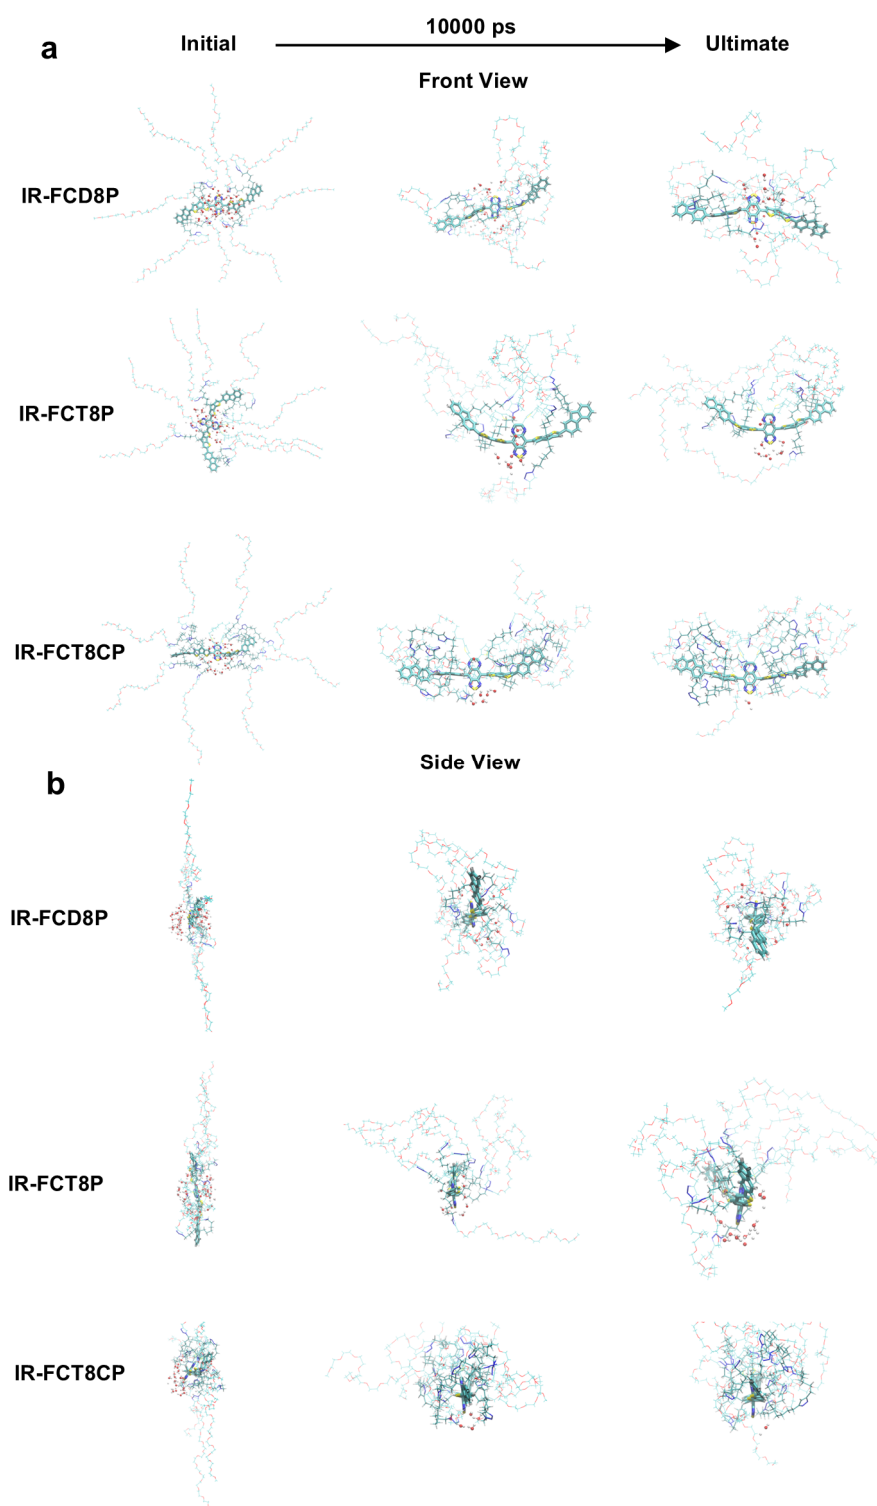 a
Initial
10000 ps
Ultimate
Front View
IR-FCD8P
IR-FCT8P
IR-FCT8CP
b
Side View
IR-FCD8P
IR-FCT8P
IR-FCT8CP